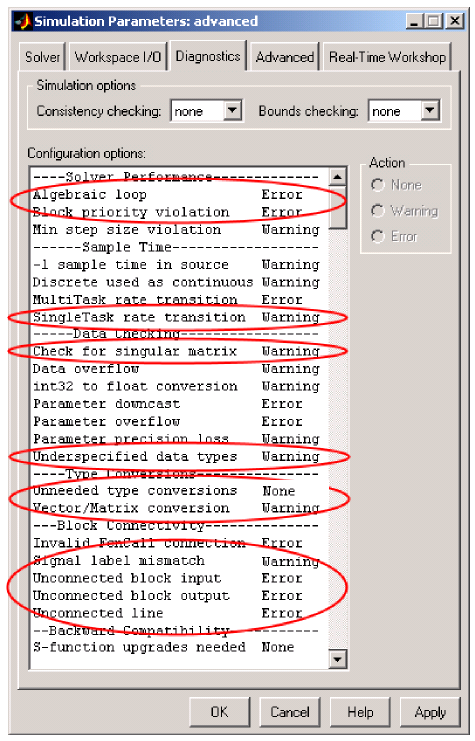 Simulation Parameters: advanced
Solver Workspace I/O Diagnostics Advanced Real-Time Workshop
Simulation options
Consistency checking: none Bounds checking: none
Configuration options:
Action
None
Warning
Error
----Solver Performance--------------
Algebraic loop Error
Block priority violation Error
Min step size violation Warning
------Sample Time-------------------
-1 sample time in source Warning
Discrete used as continuous Warning
MultiTask rate transition Error
SingleTask rate transition Warning
-----Data Checking------------------
Check for singular matrix Warning
Data overflow Warning
int32 to float conversion Warning
Parameter downcast Error
Parameter overflow Error
Parameter precision loss Warning
Underspecified data types Warning
----Type Conversions----------------
Unneeded type conversions None
Vector/Matrix conversion Warning
---Block Connectivity---------------
Invalid FcnCall connection Error
Signal label mismatch Warning
Unconnected block input Error
Unconnected block output Error
Unconnected line Error
--Backward Compatibility------------
S-function upgrades needed None
OK Cancel Help Apply